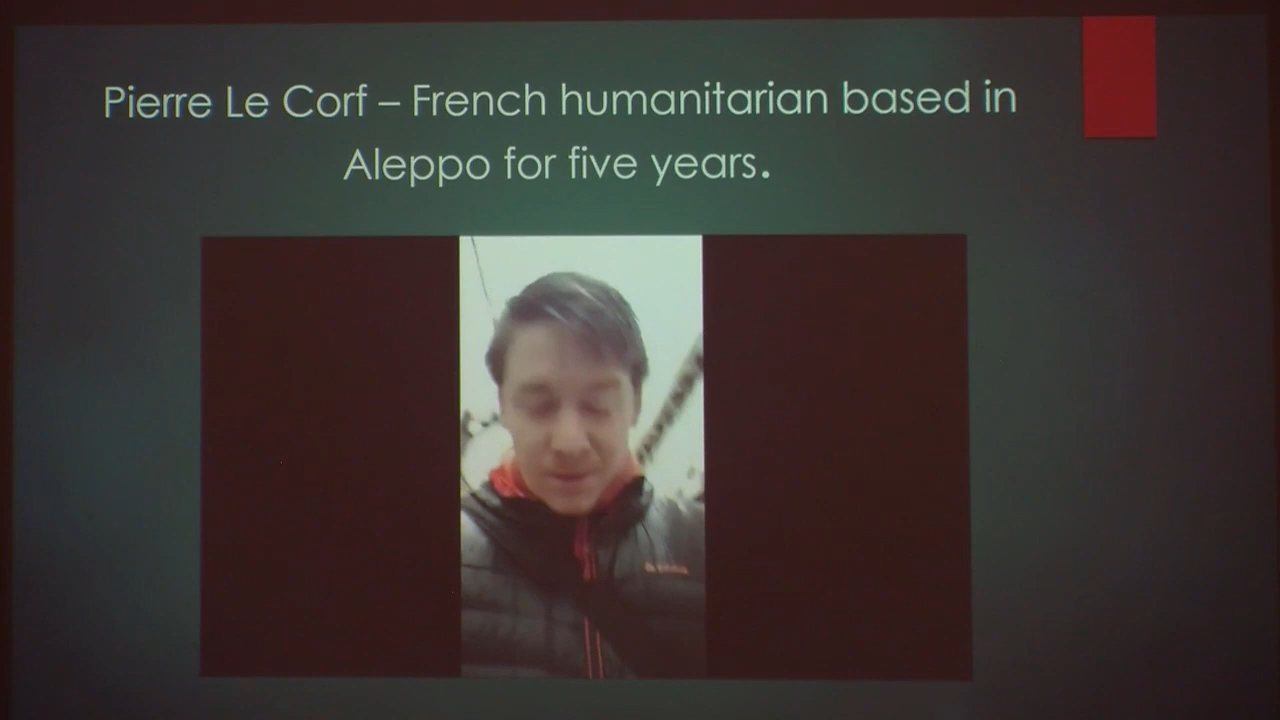 Pierre Le Corf – French humanitarian based in
Aleppo for five years.